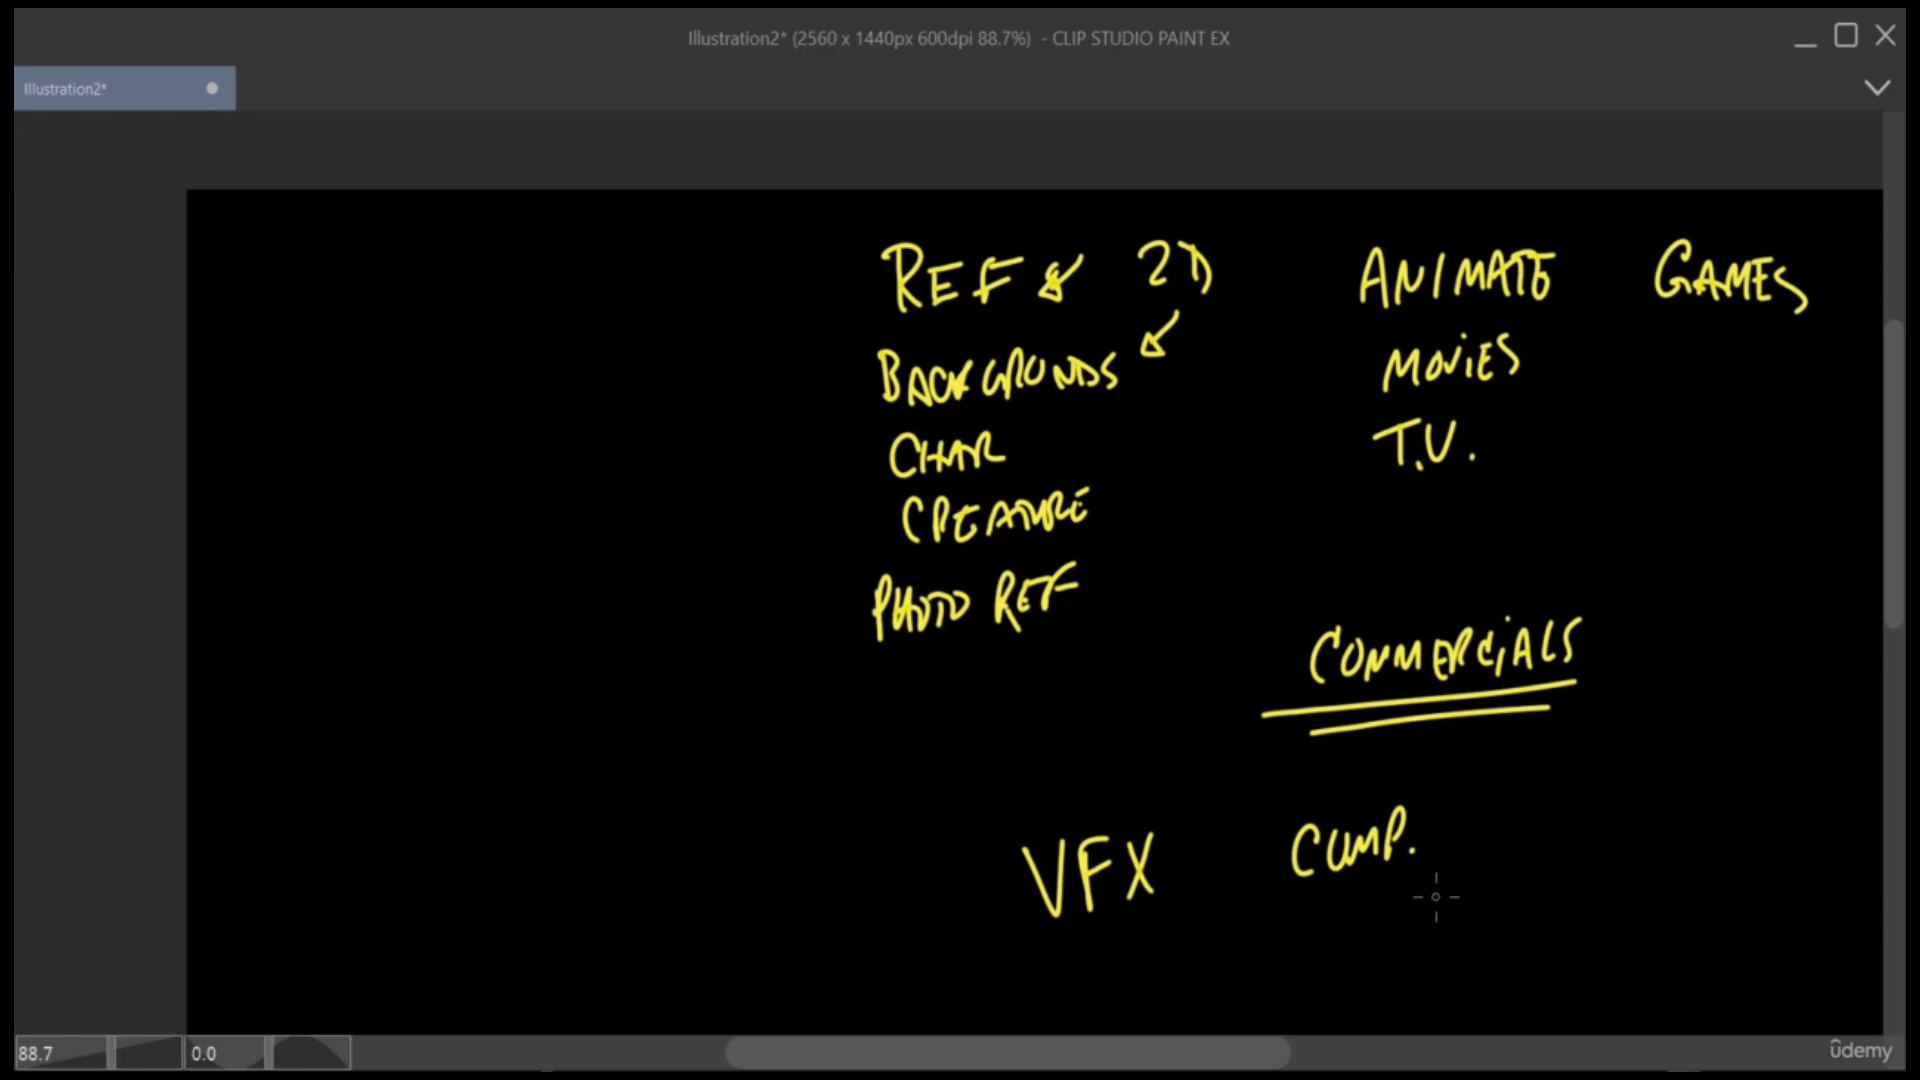 Illustration2* (2560 x 1440px 600dpi 88.7%) - CLIP STUDIO PAINT EX
Illustration2*
REF 2D ANIMATE GAMES
BACKGROUNDS MOVIES
CHAR T.V.
CREATURE
PHOTO REF
COMMERCIALS
VFX COMP.
88.7 0.0
ûdemy